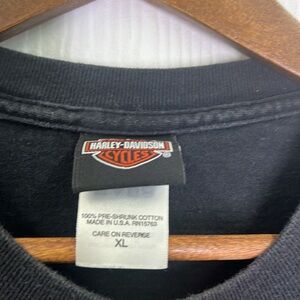 HARLEY-DAVIDSON
CYCLES
®
100% PRE-SHRUNK COTTON
MADE IN U.S.A. RN15763
CARE ON REVERSE
XL